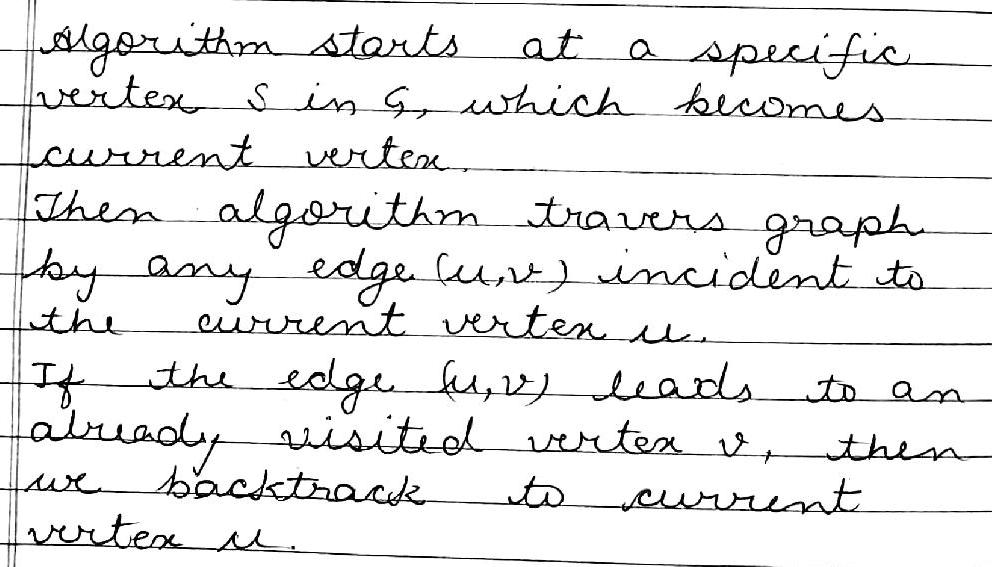 Algorithm starts at a specific
vertex S in G, which becomes
current vertex.
Then algorithm travers graph
by any edge (u,v) incident to
the current vertex u.
If the edge (u,v) leads to an
already visited vertex v, then
we backtrack to current
vertex u.